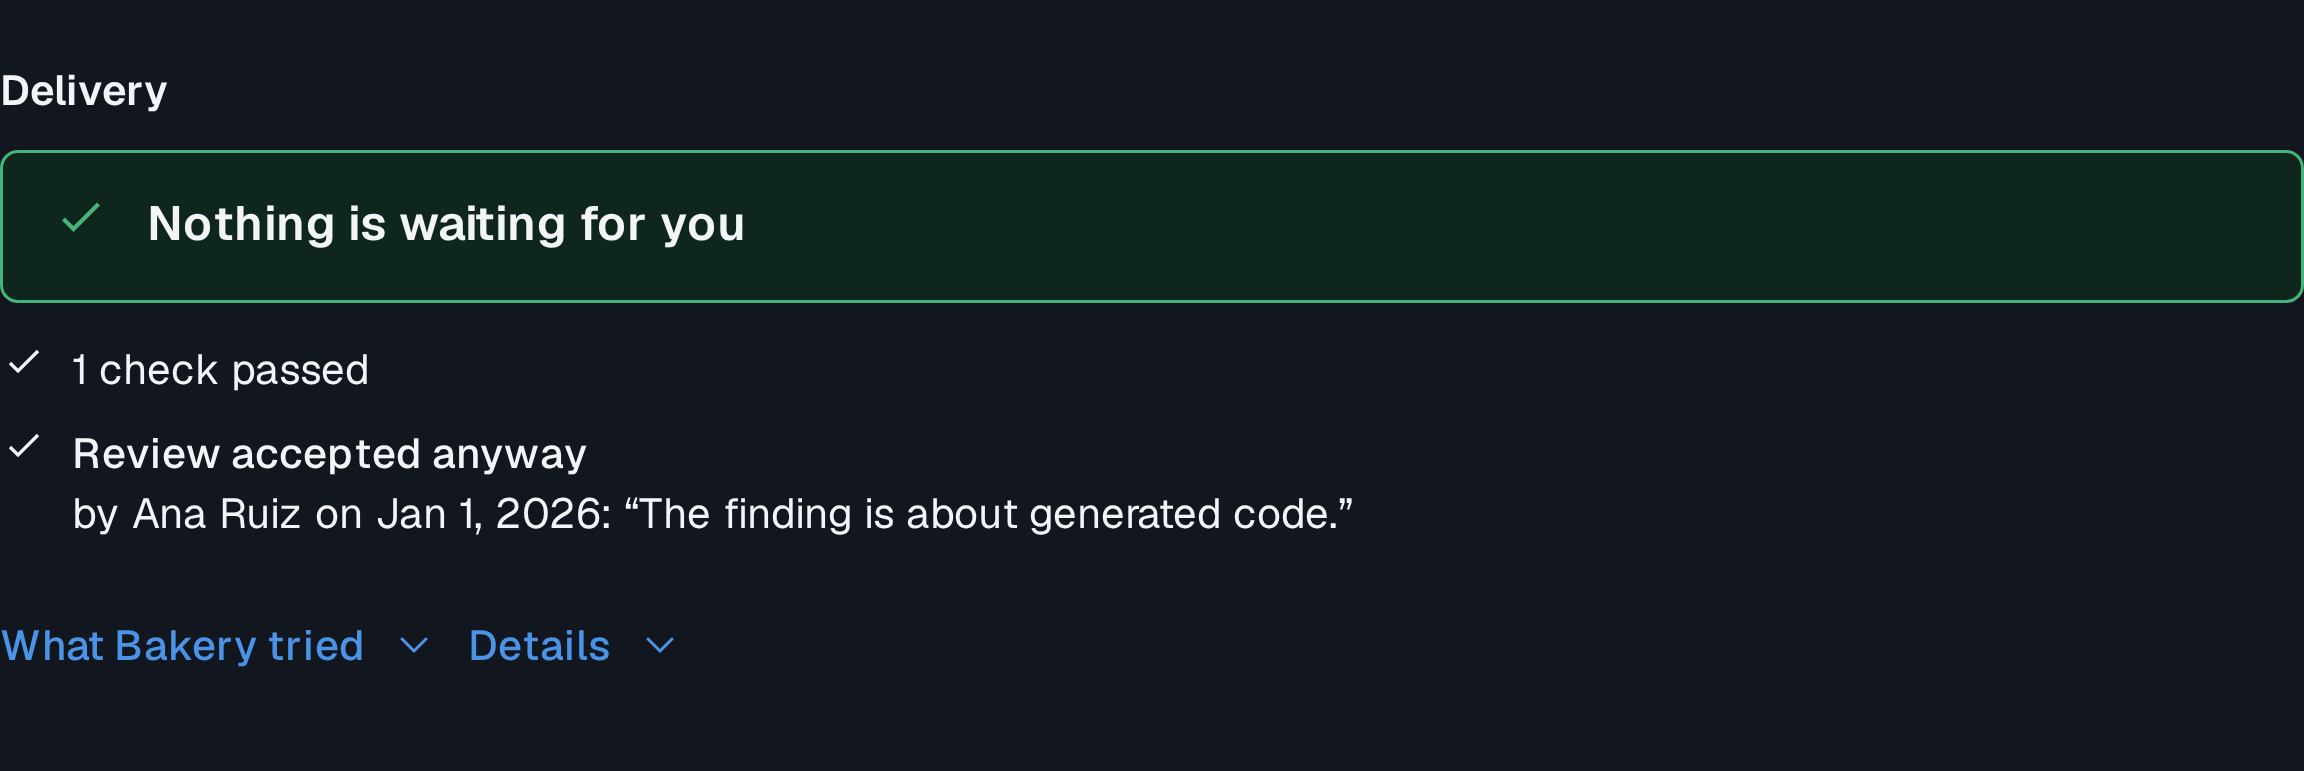 Delivery
Nothing is waiting for you
1 check passed
Review accepted anyway
by Ana Ruiz on Jan 1, 2026: “The finding is about generated code.”
What Bakery tried Details